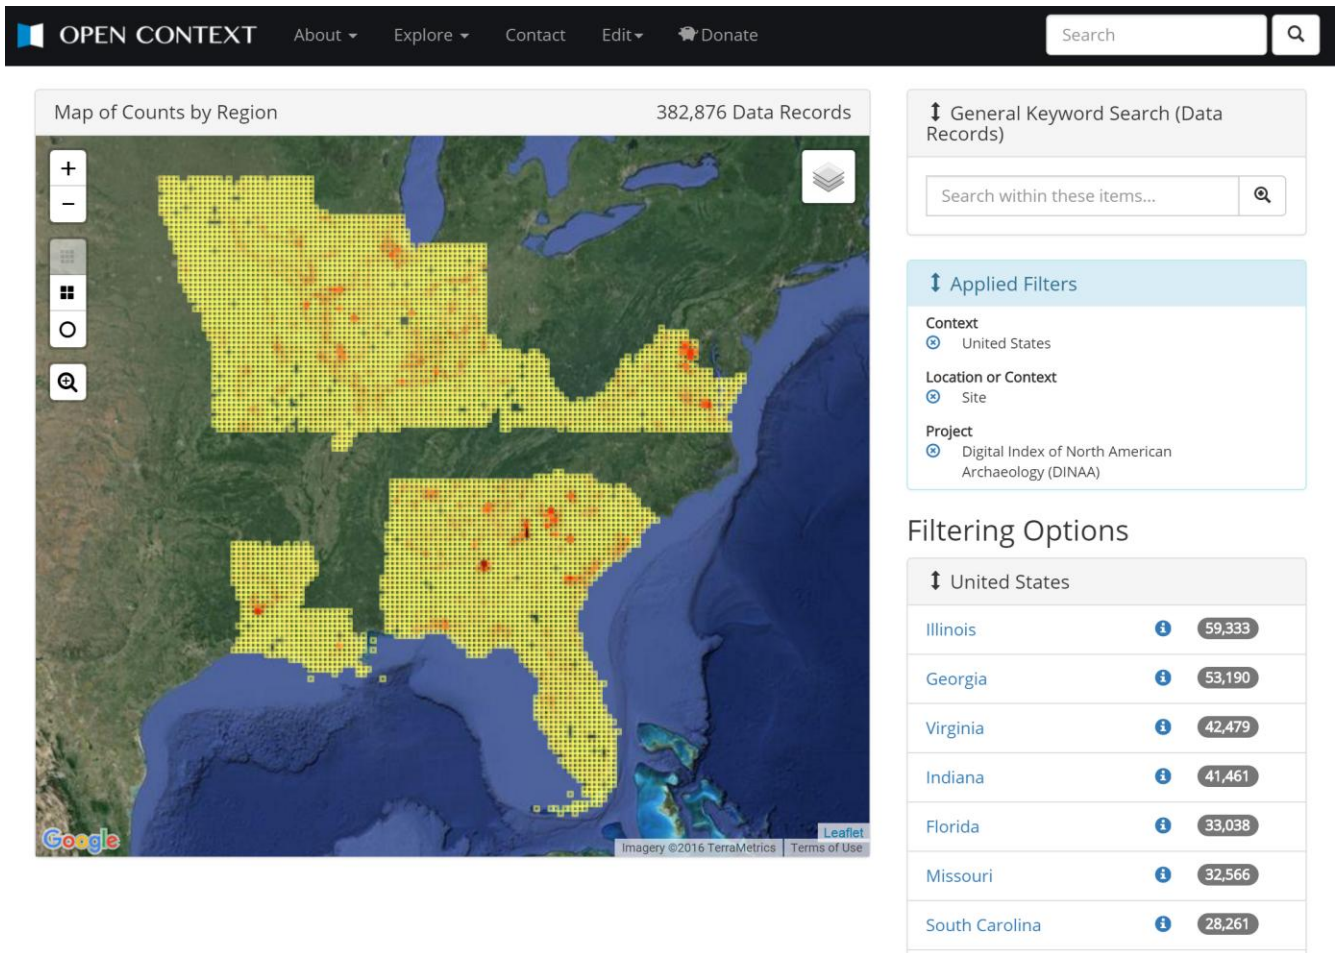 OPEN CONTEXT About Explore Contact Edit Donate Search
Map of Counts by Region 382,876 Data Records
+
−
Google
Leaflet
Imagery ©2016 TerraMetrics Terms of Use
General Keyword Search (Data
Records)
Search within these items...
Applied Filters
Context
United States
Location or Context
Site
Project
Digital Index of North American
Archaeology (DINAA)
Filtering Options
United States
Illinois 59,333
Georgia 53,190
Virginia 42,479
Indiana 41,461
Florida 33,038
Missouri 32,566
South Carolina 28,261